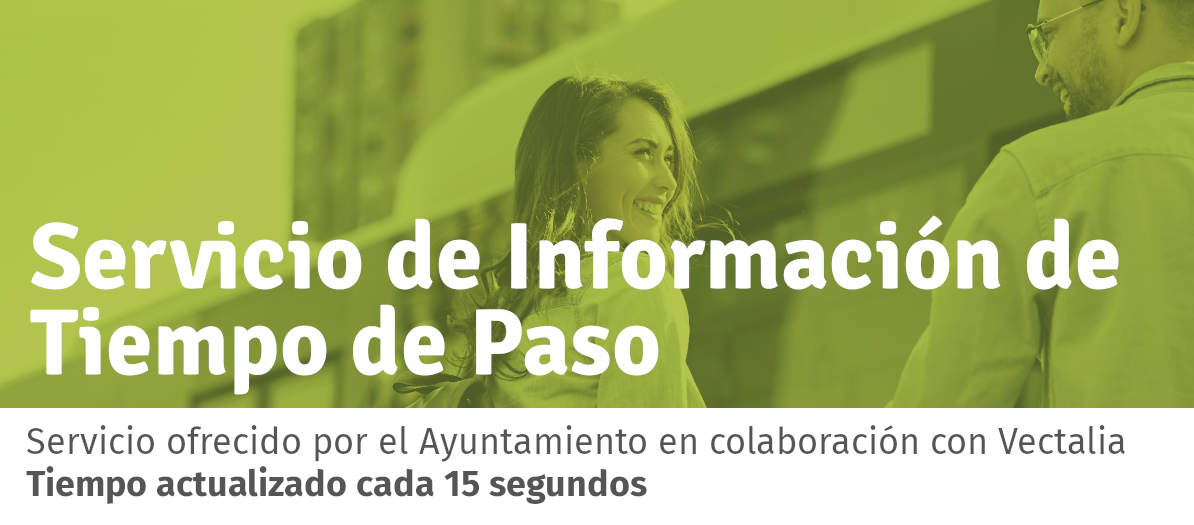 Servicio de Información de
Tiempo de Paso
Servicio ofrecido por el Ayuntamiento en colaboración con Vectalia
Tiempo actualizado cada 15 segundos